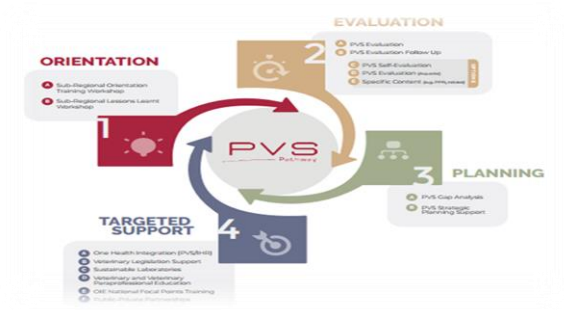 EVALUATION
2
A PVS Evaluation
B PVS Evaluation Follow Up
C PVS Self-Evaluation
D PVS Evaluation
E Specific Content
ORIENTATION
A Sub-Regional Orientation
Training Workshop
B Sub-Regional Lessons Learnt
Workshop
1
PVS
Pathway
3
PLANNING
A PVS Gap Analysis
B PVS Strategic
Planning Support
TARGETED
SUPPORT
4
A One Health Integration (PVS/IHR)
B Veterinary Legislation Support
C Sustainable Laboratories
D Veterinary and Veterinary
Paraprofessional Education
E OIE National Focal Points Training
F Public Private Partnerships